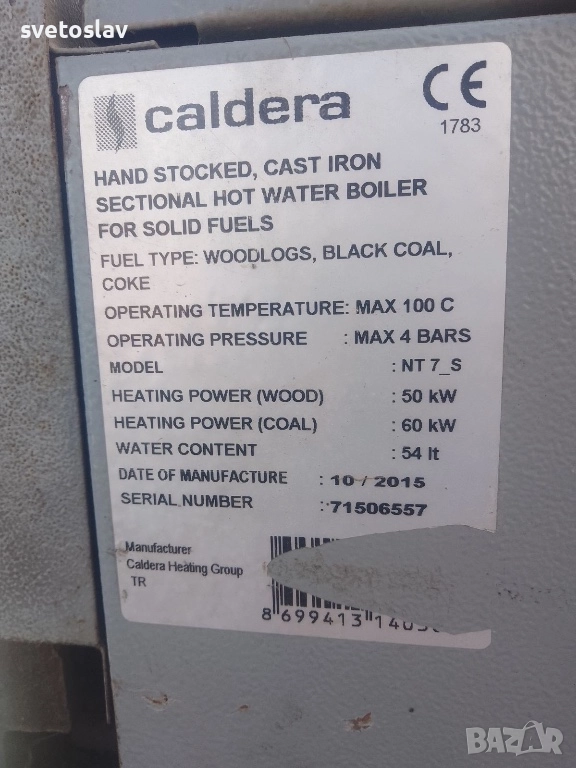 svetoslav
caldera
CE
1783
HAND STOCKED, CAST IRON
SECTIONAL HOT WATER BOILER
FOR SOLID FUELS
FUEL TYPE: WOODLOGS, BLACK COAL,
COKE
OPERATING TEMPERATURE: MAX 100 C
OPERATING PRESSURE : MAX 4 BARS
MODEL : NT 7_S
HEATING POWER (WOOD) : 50 kW
HEATING POWER (COAL) : 60 kW
WATER CONTENT : 54 lt
DATE OF MANUFACTURE : 10 / 2015
SERIAL NUMBER : 71506557
Manufacturer
Caldera Heating Group
TR
8 699413 140
BAZAR